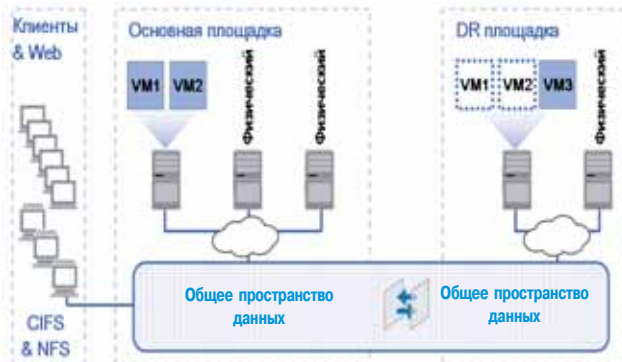 Клиенты
& Web
Основная площадка
DR площадка
VM1
VM2
Физический
Физический
VM1
VM2
VM3
Физический
Общее пространство
данных
Общее пространство
данных
CIFS
& NFS